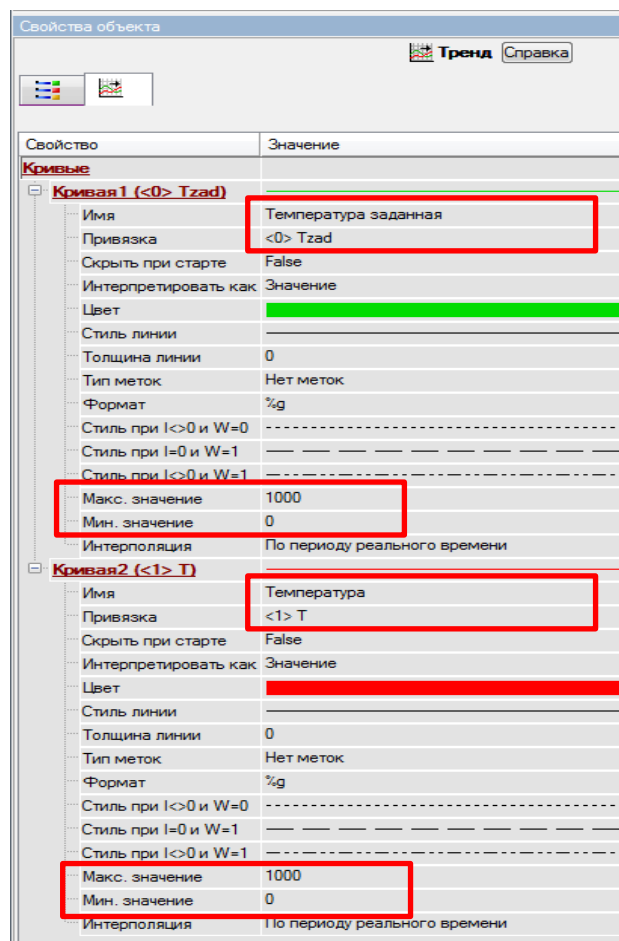 Свойства объекта
Тренд Справка
Свойство Значение
Кривые
Кривая1 (<0> Tzad)
Имя Температура заданная
Привязка <0> Tzad
Скрыть при старте False
Интерпретировать как Значение
Цвет
Стиль линии
Толщина линии 0
Тип меток Нет меток
Формат %g
Стиль при I<>0 и W=0
Стиль при I=0 и W=1
Стиль при I<>0 и W=1
Макс. значение 1000
Мин. значение 0
Интерполяция По периоду реального времени
Кривая2 (<1> T)
Имя Температура
Привязка <1> T
Скрыть при старте False
Интерпретировать как Значение
Цвет
Стиль линии
Толщина линии 0
Тип меток Нет меток
Формат %g
Стиль при I<>0 и W=0
Стиль при I=0 и W=1
Стиль при I<>0 и W=1
Макс. значение 1000
Мин. значение 0
Интерполяция По периоду реального времени